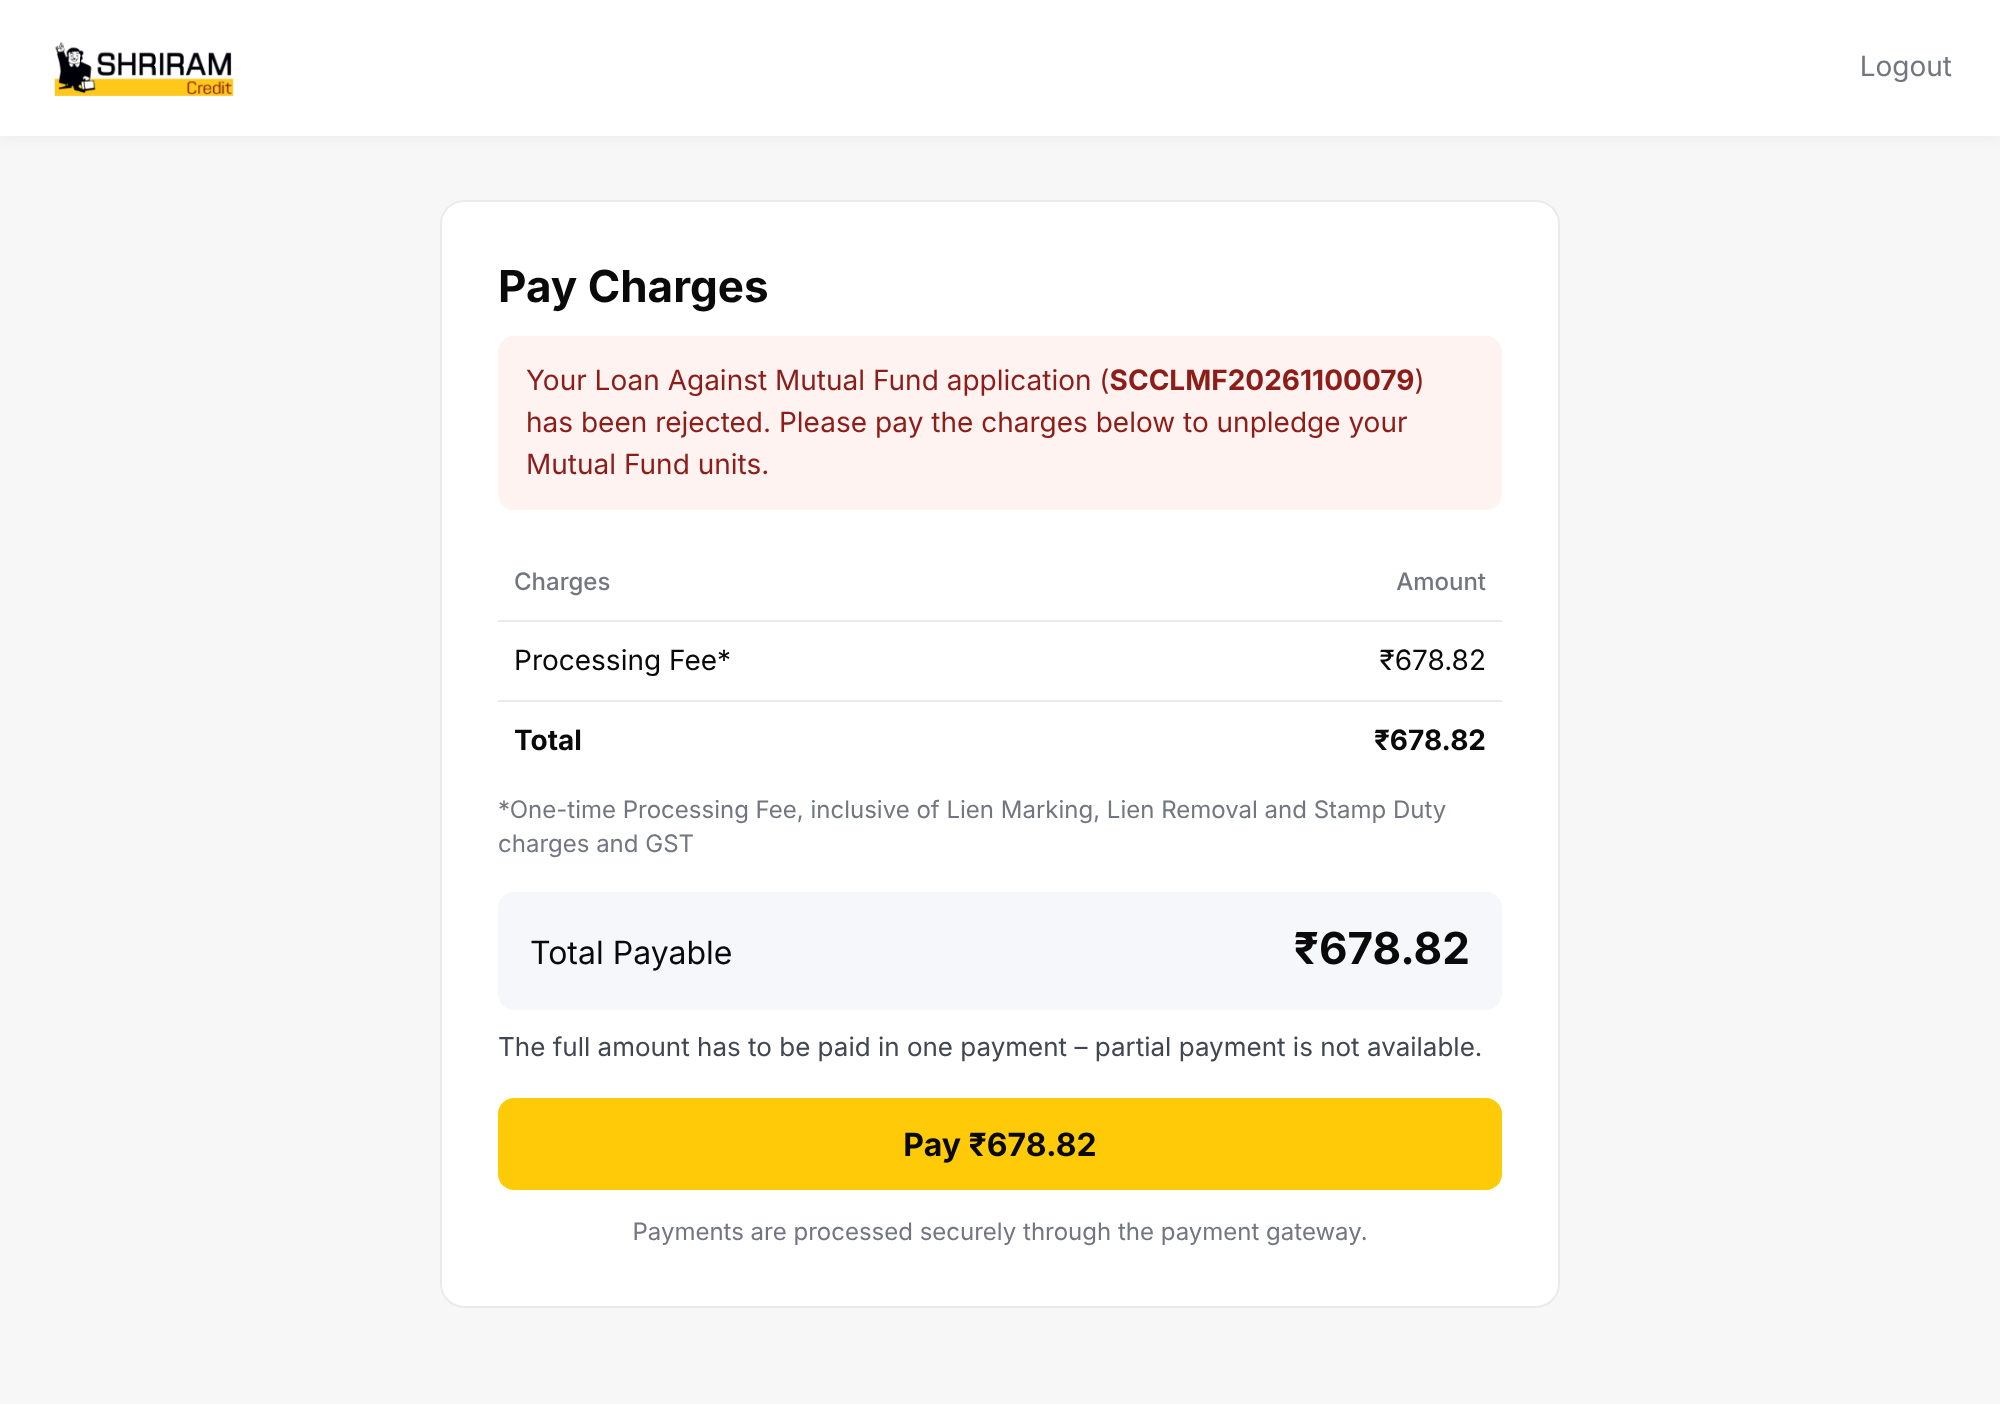 SHRIRAM
Credit
Logout
Pay Charges
Your Loan Against Mutual Fund application (SCCLMF20261100079)
has been rejected. Please pay the charges below to unpledge your
Mutual Fund units.
Charges Amount
Processing Fee* ₹678.82
Total ₹678.82
*One-time Processing Fee, inclusive of Lien Marking, Lien Removal and Stamp Duty
charges and GST
Total Payable ₹678.82
The full amount has to be paid in one payment – partial payment is not available.
Pay ₹678.82
Payments are processed securely through the payment gateway.